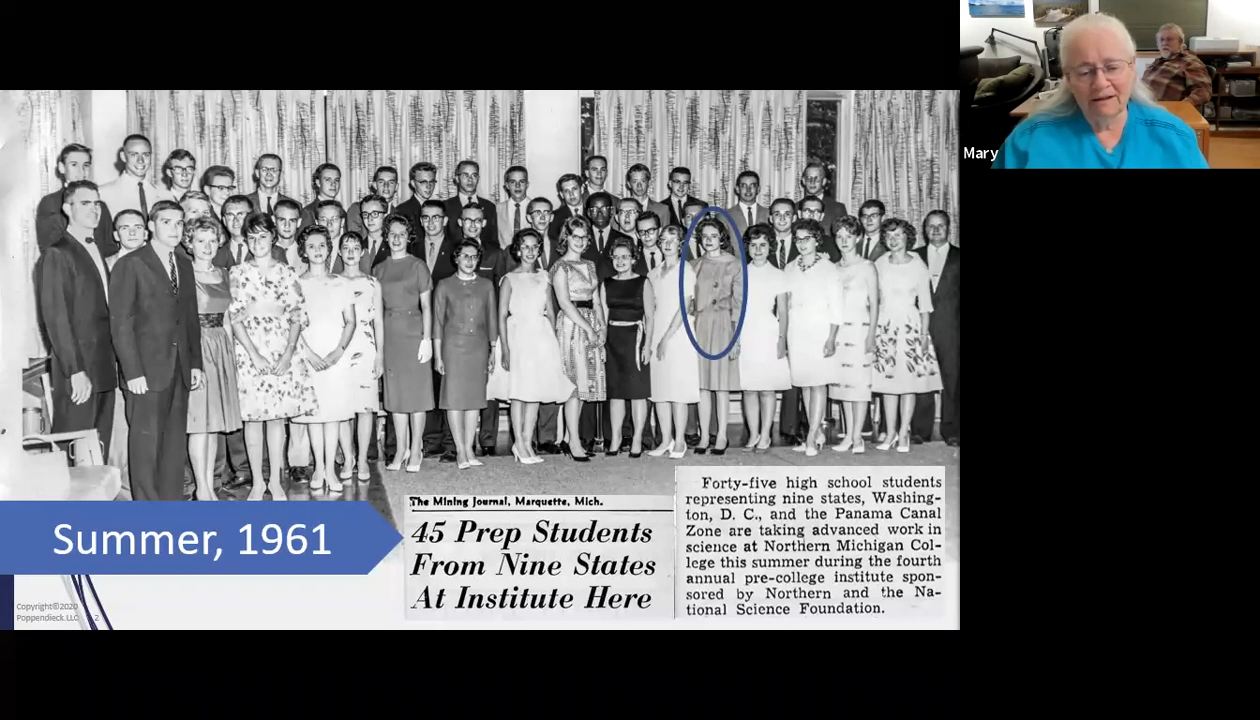 Mary
The Mining Journal, Marquette, Mich.
45 Prep Students
From Nine States
At Institute Here
Forty-five high school students
representing nine states, Washing-
ton, D. C., and the Panama Canal
Zone are taking advanced work in
science at Northern Michigan Col-
lege this summer during the fourth
annual pre-college institute spon-
sored by Northern and the Na-
tional Science Foundation.
Summer, 1961
Copyright©2020
Poppendieck.LLC 2